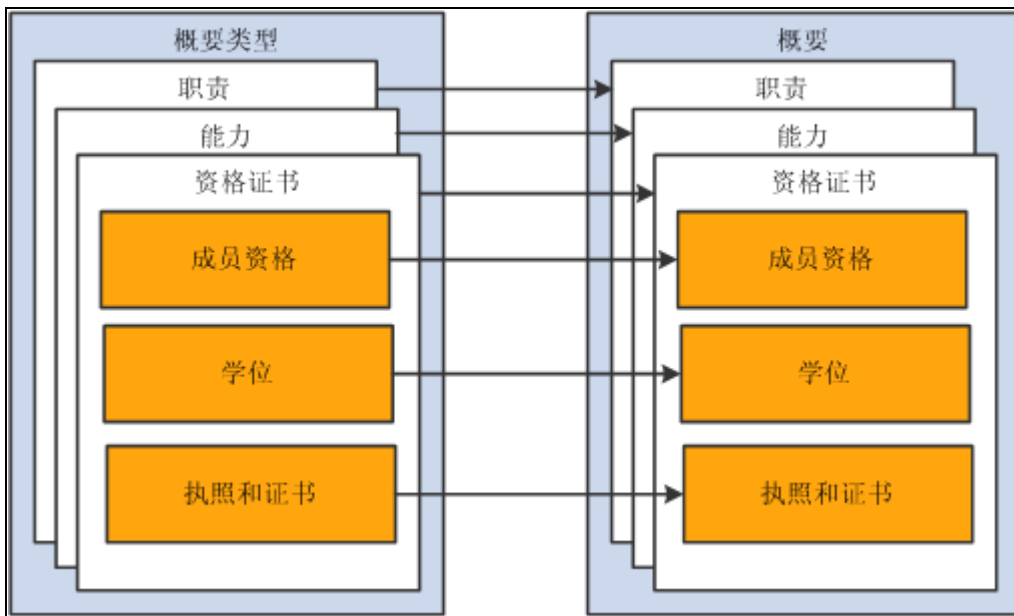 概要类型
职责
能力
资格证书
成员资格
学位
执照和证书
概要
职责
能力
资格证书
成员资格
学位
执照和证书